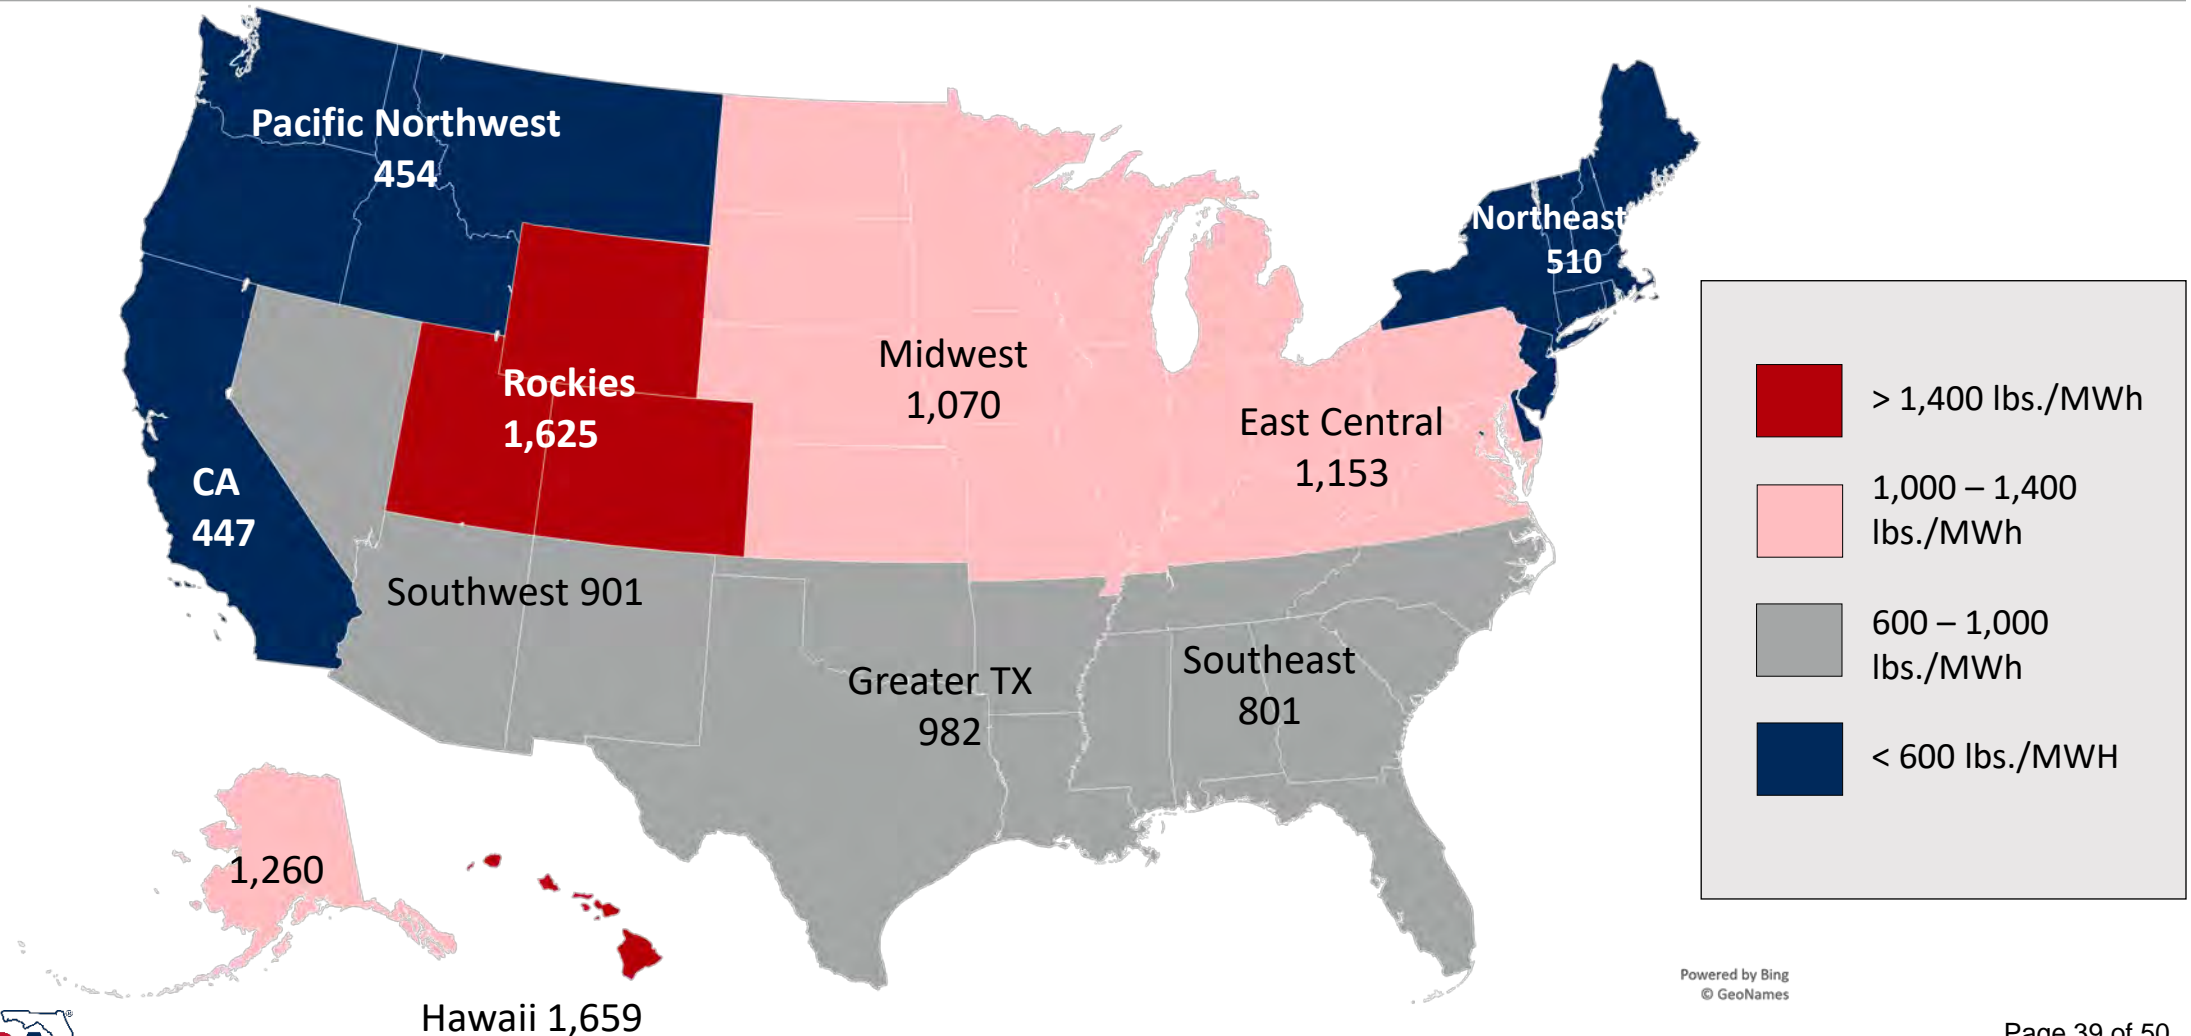 Pacific Northwest
454
Northeast
510
Midwest
1,070
Rockies
1,625
East Central
1,153
CA
447
Southwest 901
Greater TX
982
Southeast
801
1,260
Hawaii 1,659
> 1,400 lbs./MWh
1,000 – 1,400
lbs./MWh
600 – 1,000
lbs./MWh
< 600 lbs./MWH
Powered by Bing
© GeoNames
®
Page 39 of 50